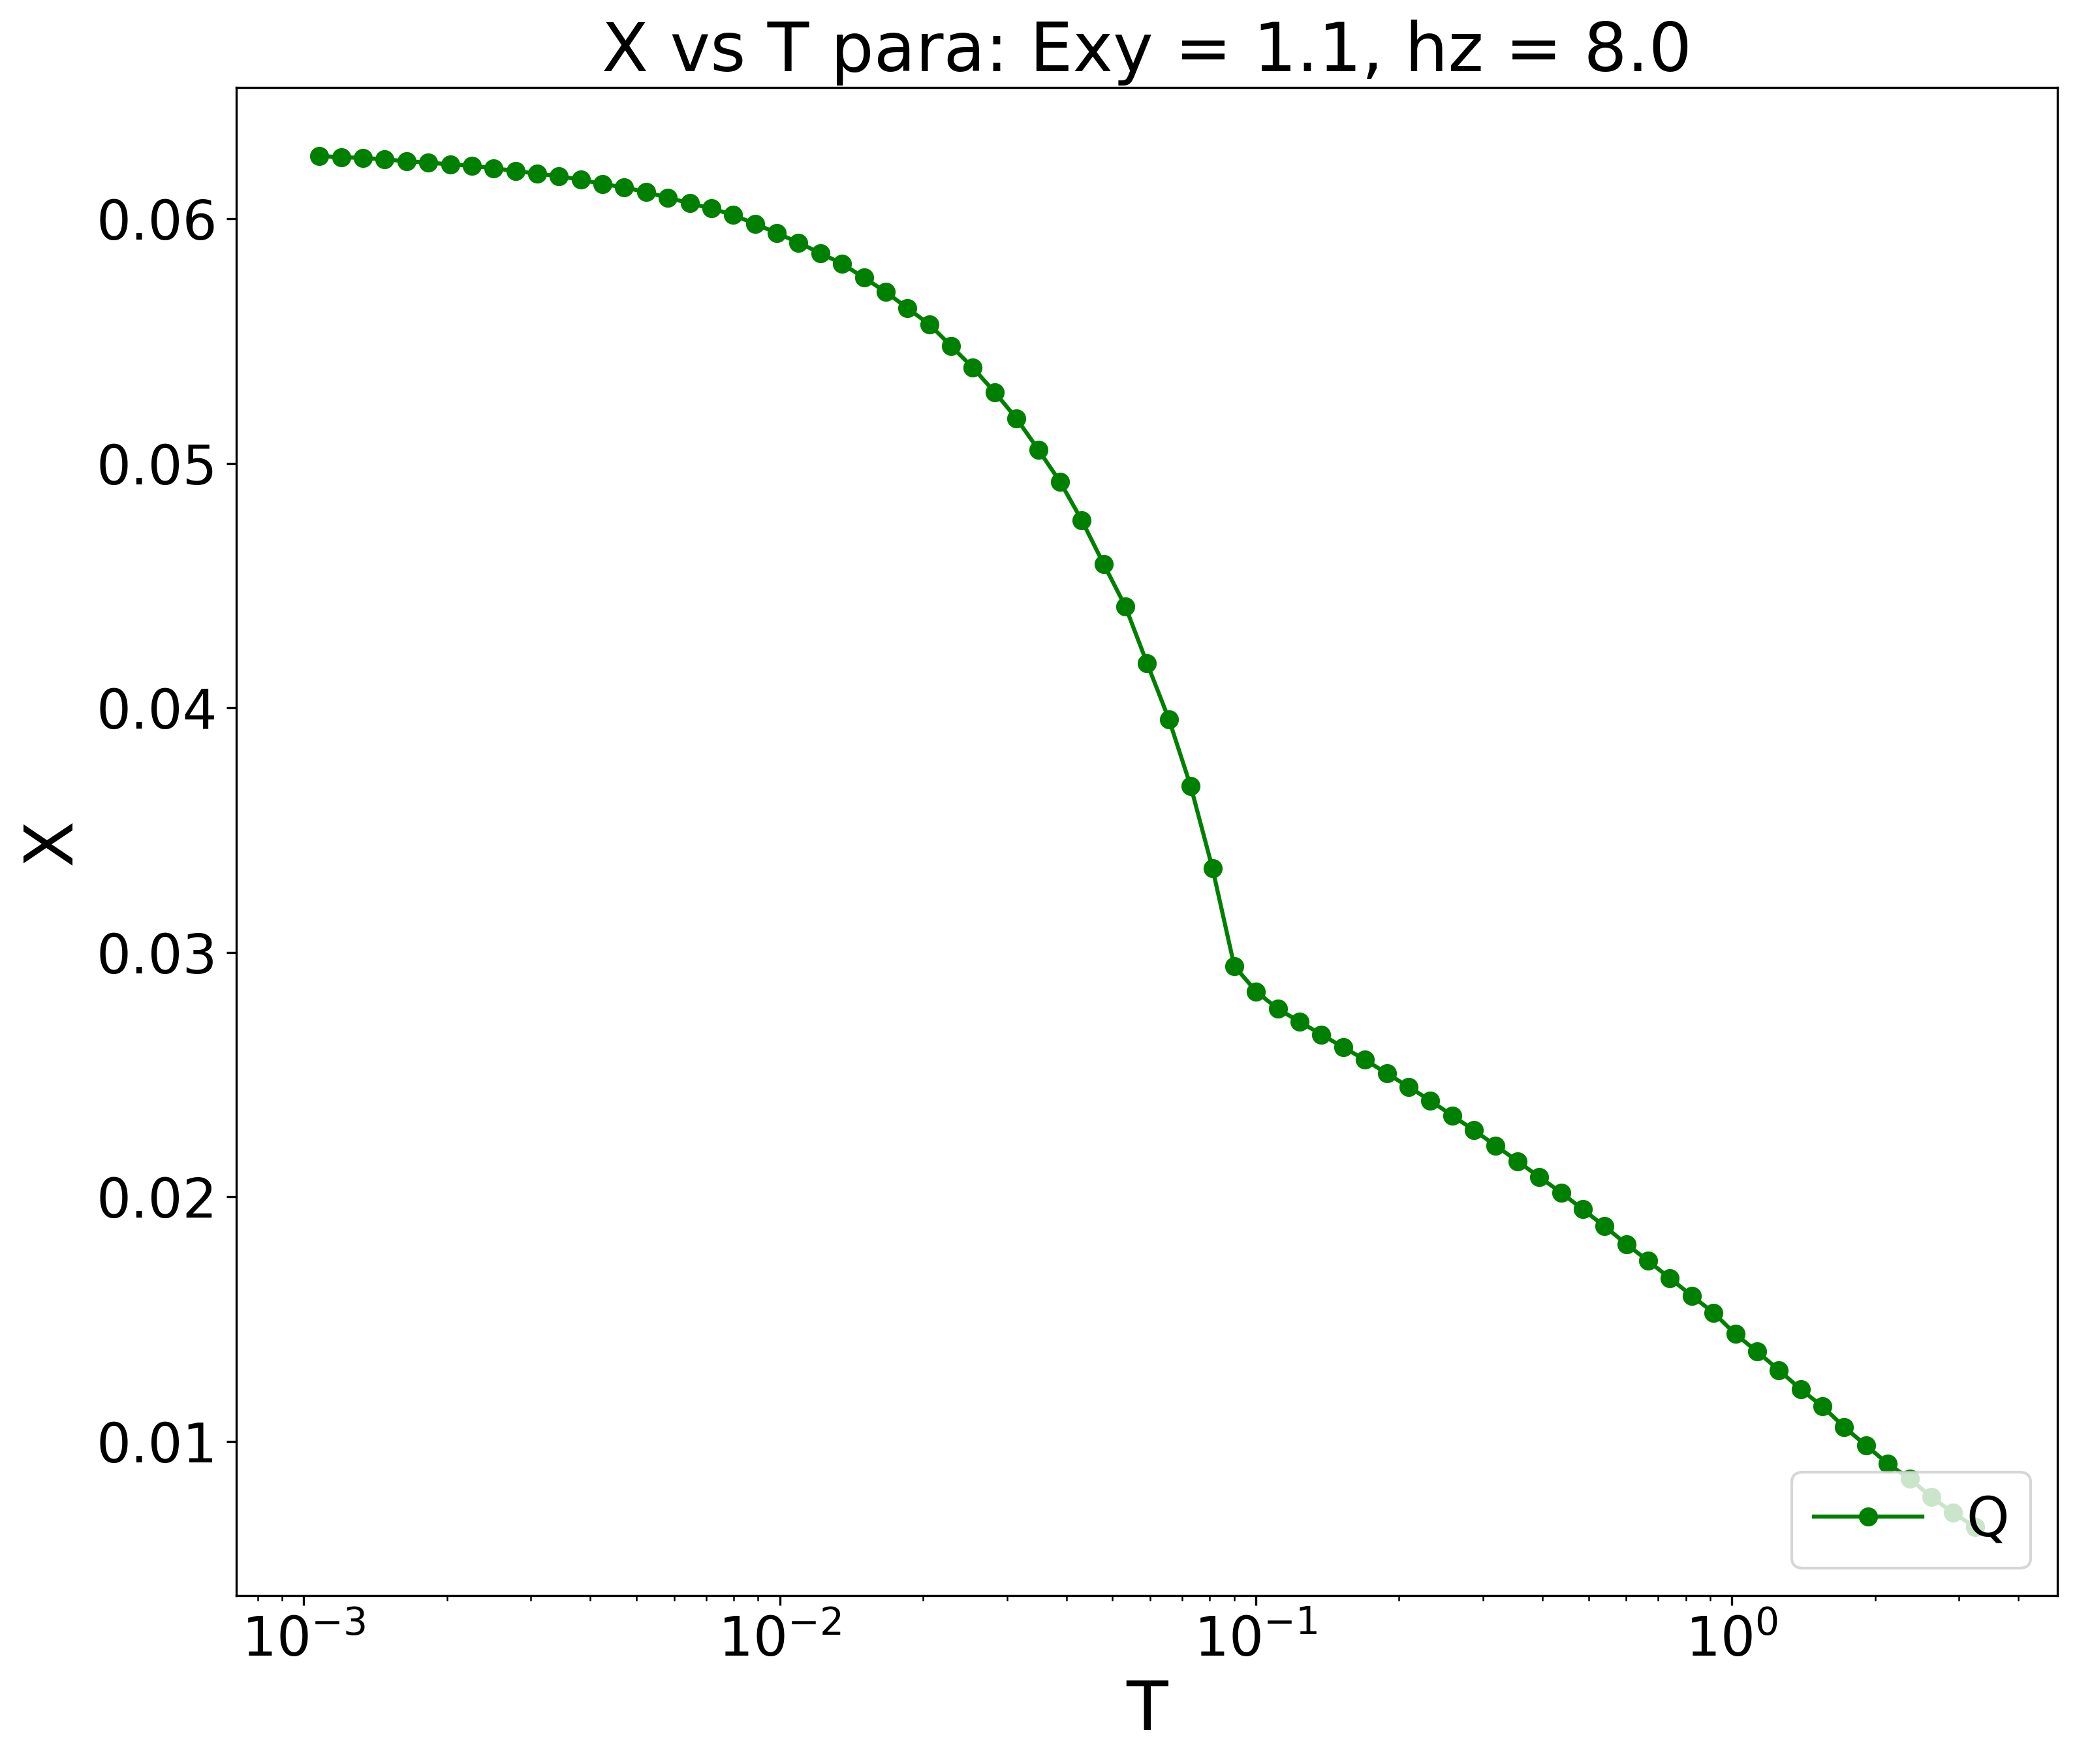 X vs T para: Exy = 1.1, hz = 8.0
X
0.06
0.05
0.04
0.03
0.02
0.01
Q
10⁻³ 10⁻² 10⁻¹ 10⁰
T